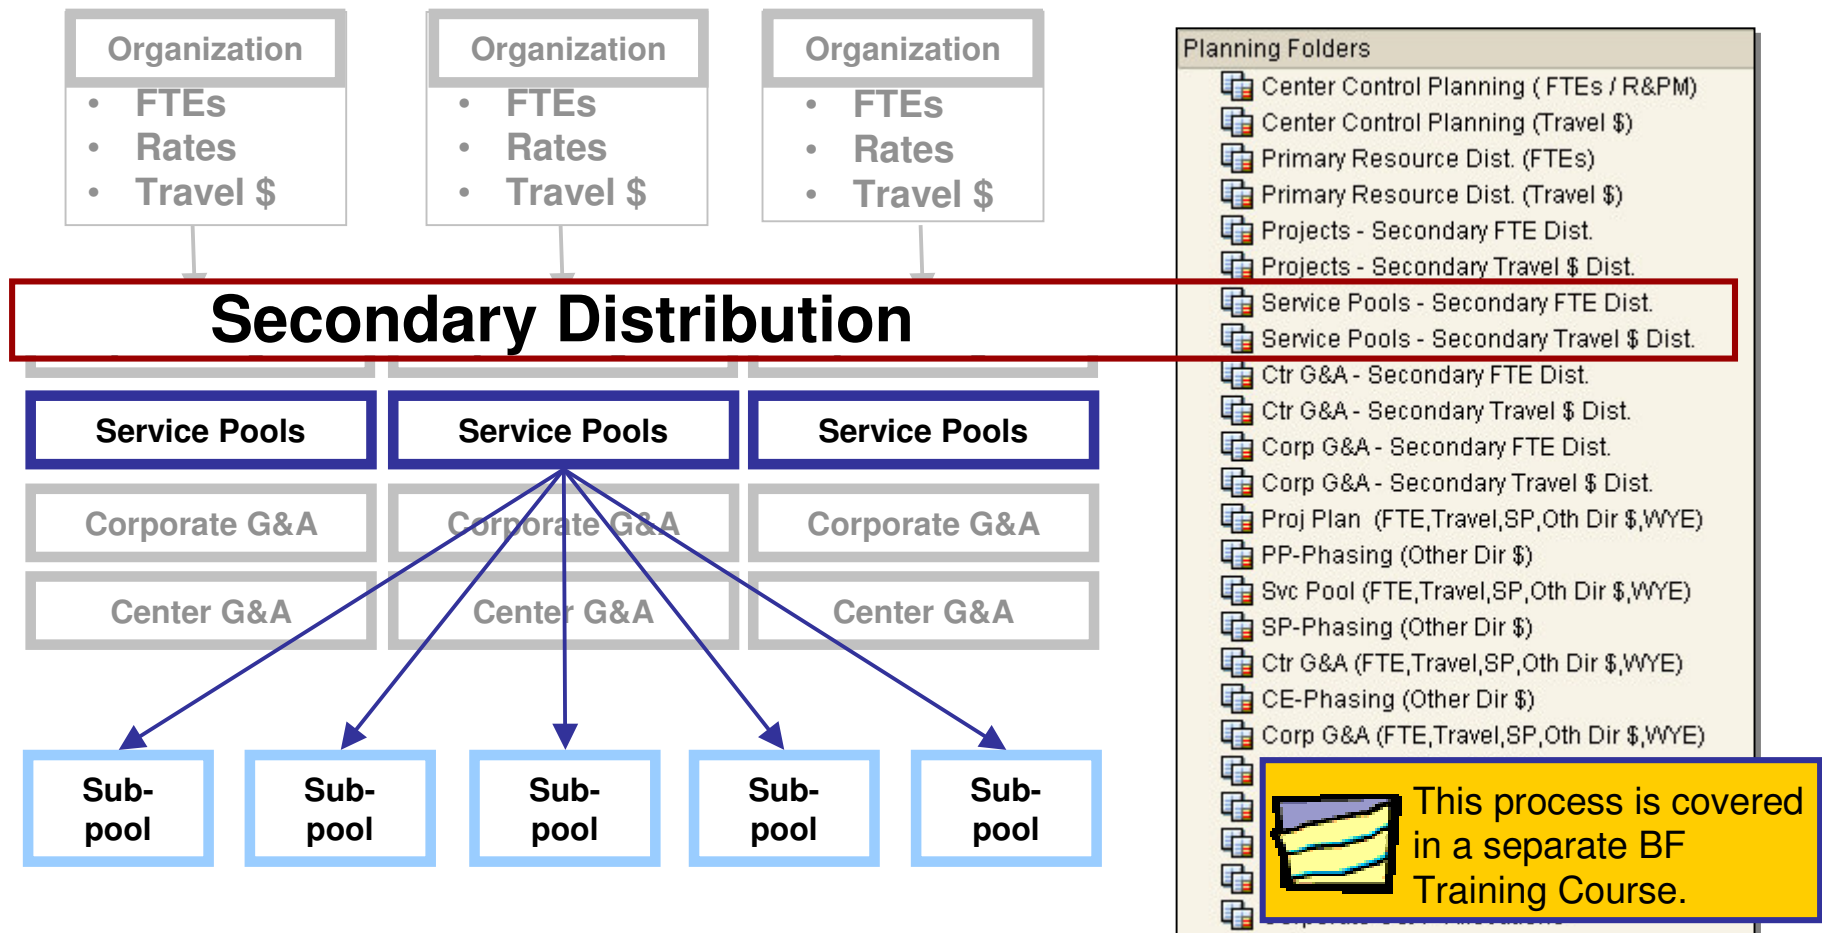 Organization
• FTEs
• Rates
• Travel $
Organization
• FTEs
• Rates
• Travel $
Organization
• FTEs
• Rates
• Travel $
Secondary Distribution
Service Pools
Service Pools
Service Pools
Corporate G&A
Corporate G&A
Corporate G&A
Center G&A
Center G&A
Center G&A
Sub-
pool
Sub-
pool
Sub-
pool
Sub-
pool
Sub-
pool
Planning Folders
Center Control Planning ( FTEs / R&PM)
Center Control Planning (Travel $)
Primary Resource Dist. (FTEs)
Primary Resource Dist. (Travel $)
Projects - Secondary FTE Dist.
Projects - Secondary Travel $ Dist.
Service Pools - Secondary FTE Dist.
Service Pools - Secondary Travel $ Dist.
Ctr G&A - Secondary FTE Dist.
Ctr G&A - Secondary Travel $ Dist.
Corp G&A - Secondary FTE Dist.
Corp G&A - Secondary Travel $ Dist.
Proj Plan (FTE,Travel,SP,Oth Dir $,WYE)
PP-Phasing (Other Dir $)
Svc Pool (FTE,Travel,SP,Oth Dir $,WYE)
SP-Phasing (Other Dir $)
Ctr G&A (FTE,Travel,SP,Oth Dir $,WYE)
CE-Phasing (Other Dir $)
Corp G&A (FTE,Travel,SP,Oth Dir $,WYE)
This process is covered
in a separate BF
Training Course.